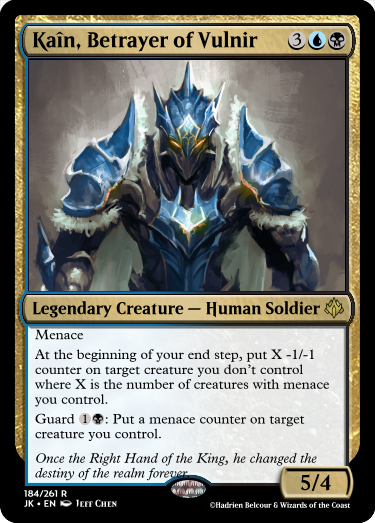 Kaîn, Betrayer of Vulnir 3
Legendary Creature — Human Soldier
Menace
At the beginning of your end step, put X -1/-1
counter on target creature you don't control
where X is the number of creatures with menace
you control.
Guard 1: Put a menace counter on target
creature you control.
Once the Right Hand of the King, he changed the
destiny of the realm forever.
5/4
184/261 R
JK • EN Jeff Chen
©Hadrien Belcour & Wizards of the Coast